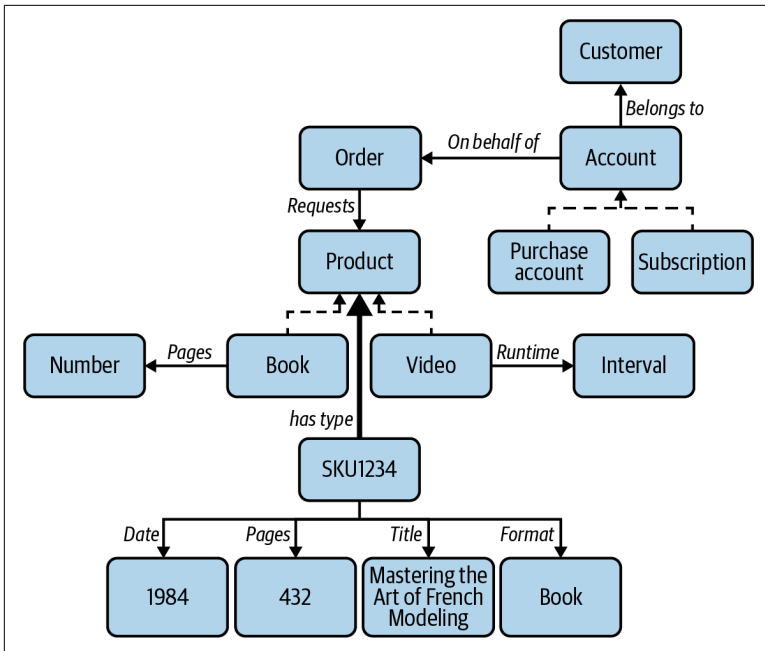 Customer
Belongs to
Order
On behalf of
Account
Requests
Product
Purchase
account
Subscription
Number
Pages
Book
Video
Runtime
Interval
has type
SKU1234
Date
Pages
Title
Format
1984
432
Mastering the
Art of French
Modeling
Book